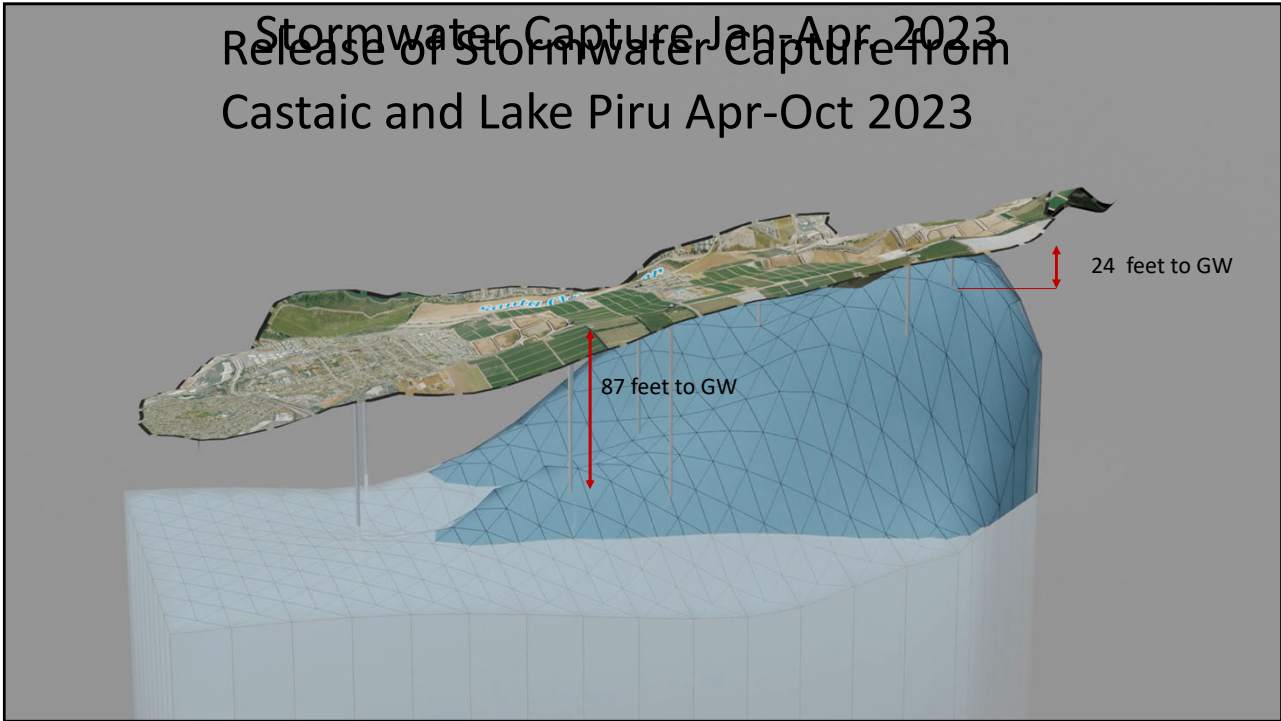 Stormwater Capture Jan-Apr. 2023
Release of Stormwater Capture from
Castaic and Lake Piru Apr-Oct 2023
24 feet to GW
87 feet to GW